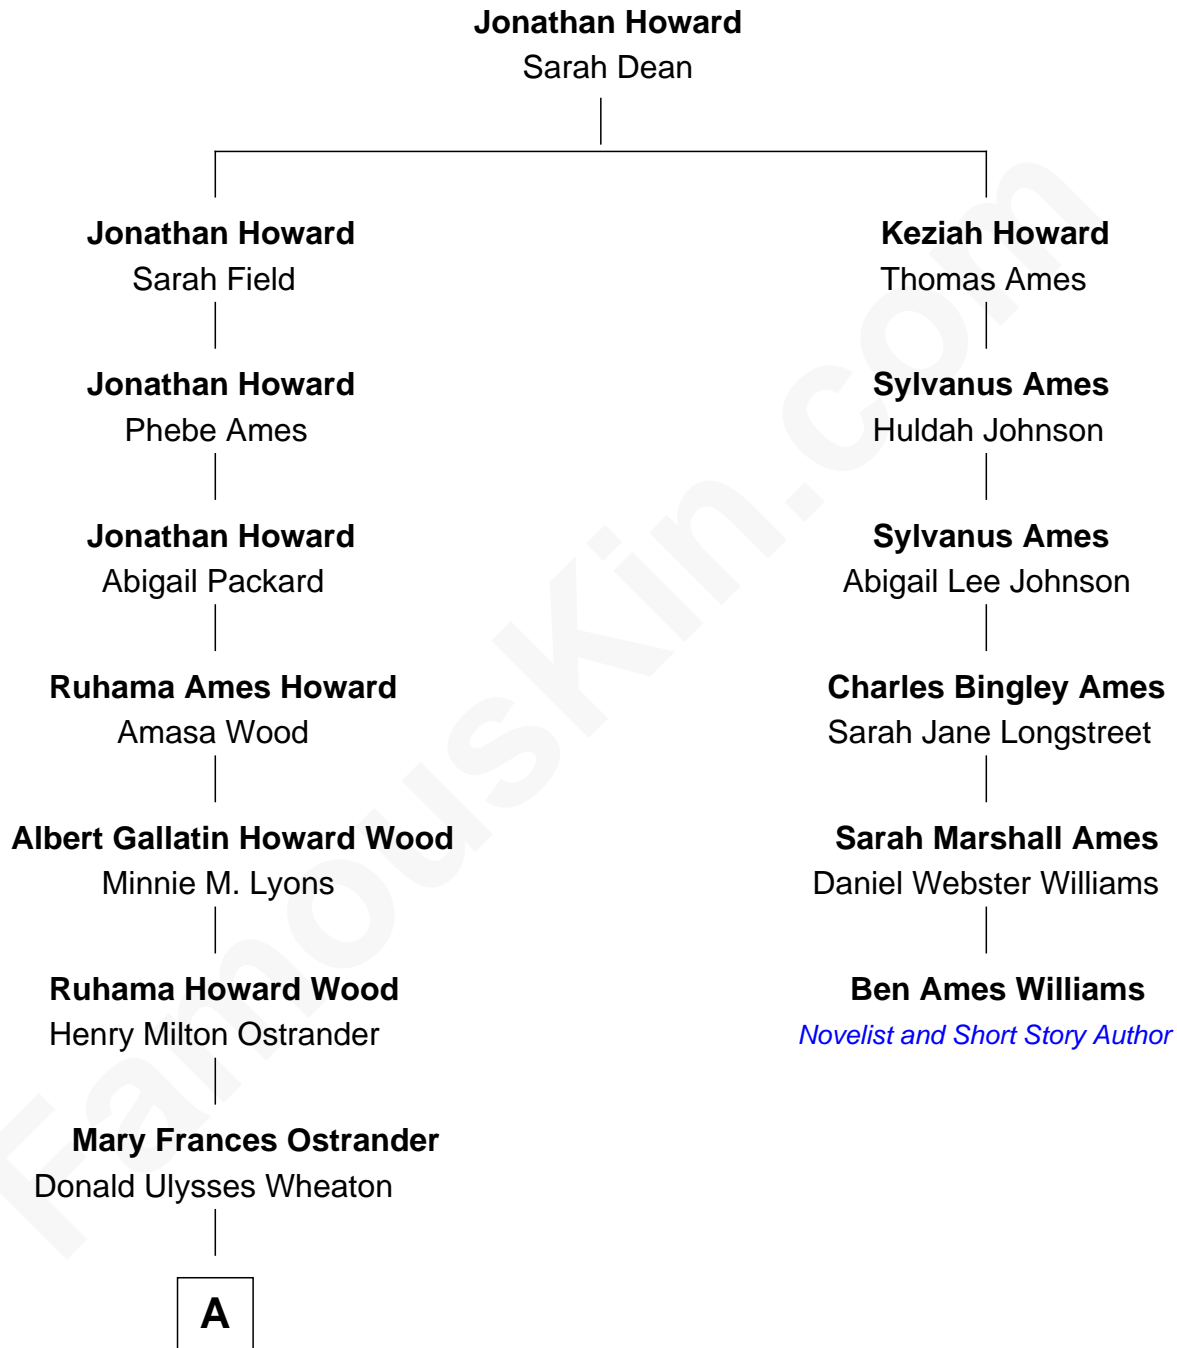 Jonathan Howard
Sarah Dean
Jonathan Howard
Sarah Field
Jonathan Howard
Phebe Ames
Jonathan Howard
Abigail Packard
Ruhama Ames Howard
Amasa Wood
Albert Gallatin Howard Wood
Minnie M. Lyons
Ruhama Howard Wood
Henry Milton Ostrander
Mary Frances Ostrander
Donald Ulysses Wheaton
A
Keziah Howard
Thomas Ames
Sylvanus Ames
Huldah Johnson
Sylvanus Ames
Abigail Lee Johnson
Charles Bingley Ames
Sarah Jane Longstreet
Sarah Marshall Ames
Daniel Webster Williams
Ben Ames Williams
Novelist and Short Story Author
FamousKin.com